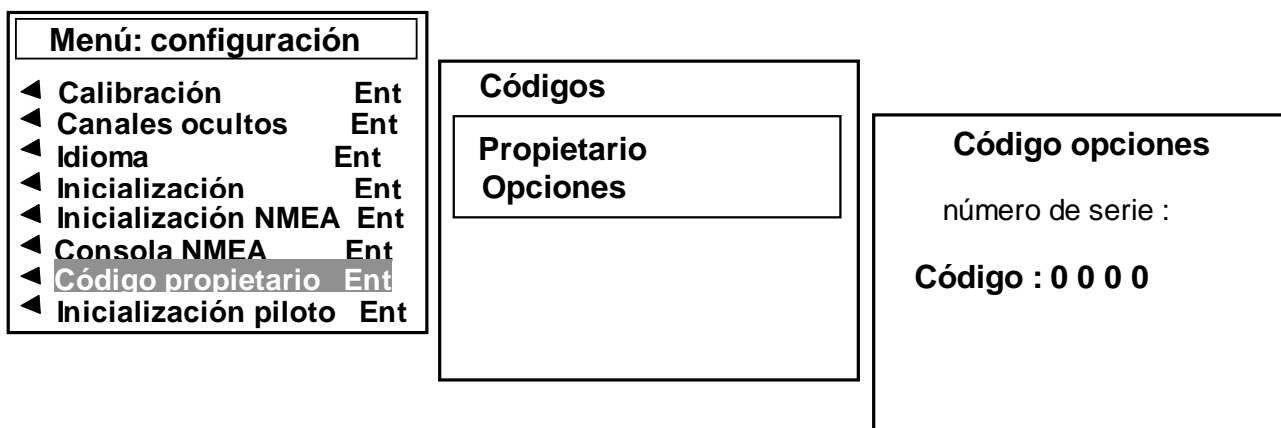 Menú: configuración
Calibración Ent
Canales ocultos Ent
Idioma Ent
Inicialización Ent
Inicialización NMEA Ent
Consola NMEA Ent
Código propietario Ent
Inicialización piloto Ent
Códigos
Propietario
Opciones
Código opciones
número de serie :
Código : 0 0 0 0